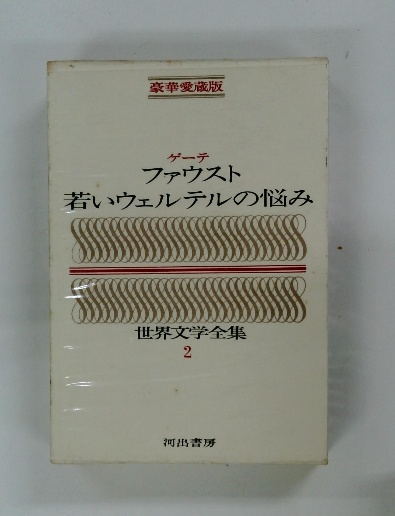 豪華愛蔵版
ゲーテ
ファウスト
若いウェルテルの悩み
世界文学全集
2
河出書房